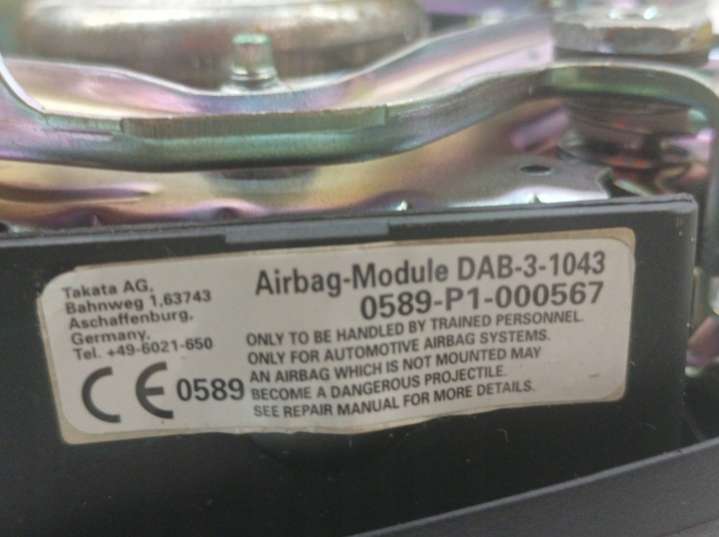 Takata AG,
Bahnweg 1,63743
Aschaffenburg,
Germany,
Tel. +49-6021-650
CE 0589
Airbag-Module DAB-3-1043
0589-P1-000567
ONLY TO BE HANDLED BY TRAINED PERSONNEL.
ONLY FOR AUTOMOTIVE AIRBAG SYSTEMS.
AN AIRBAG WHICH IS NOT MOUNTED MAY
BECOME A DANGEROUS PROJECTILE.
SEE REPAIR MANUAL FOR MORE DETAILS.